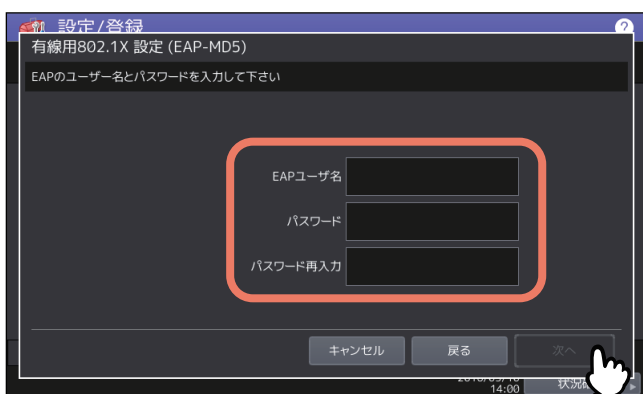 設定/登録
?
有線用802.1X 設定 (EAP-MD5)
EAPのユーザー名とパスワードを入力して下さい
EAPユーザ名
パスワード
パスワード再入力
キャンセル
戻る
次へ
14:00